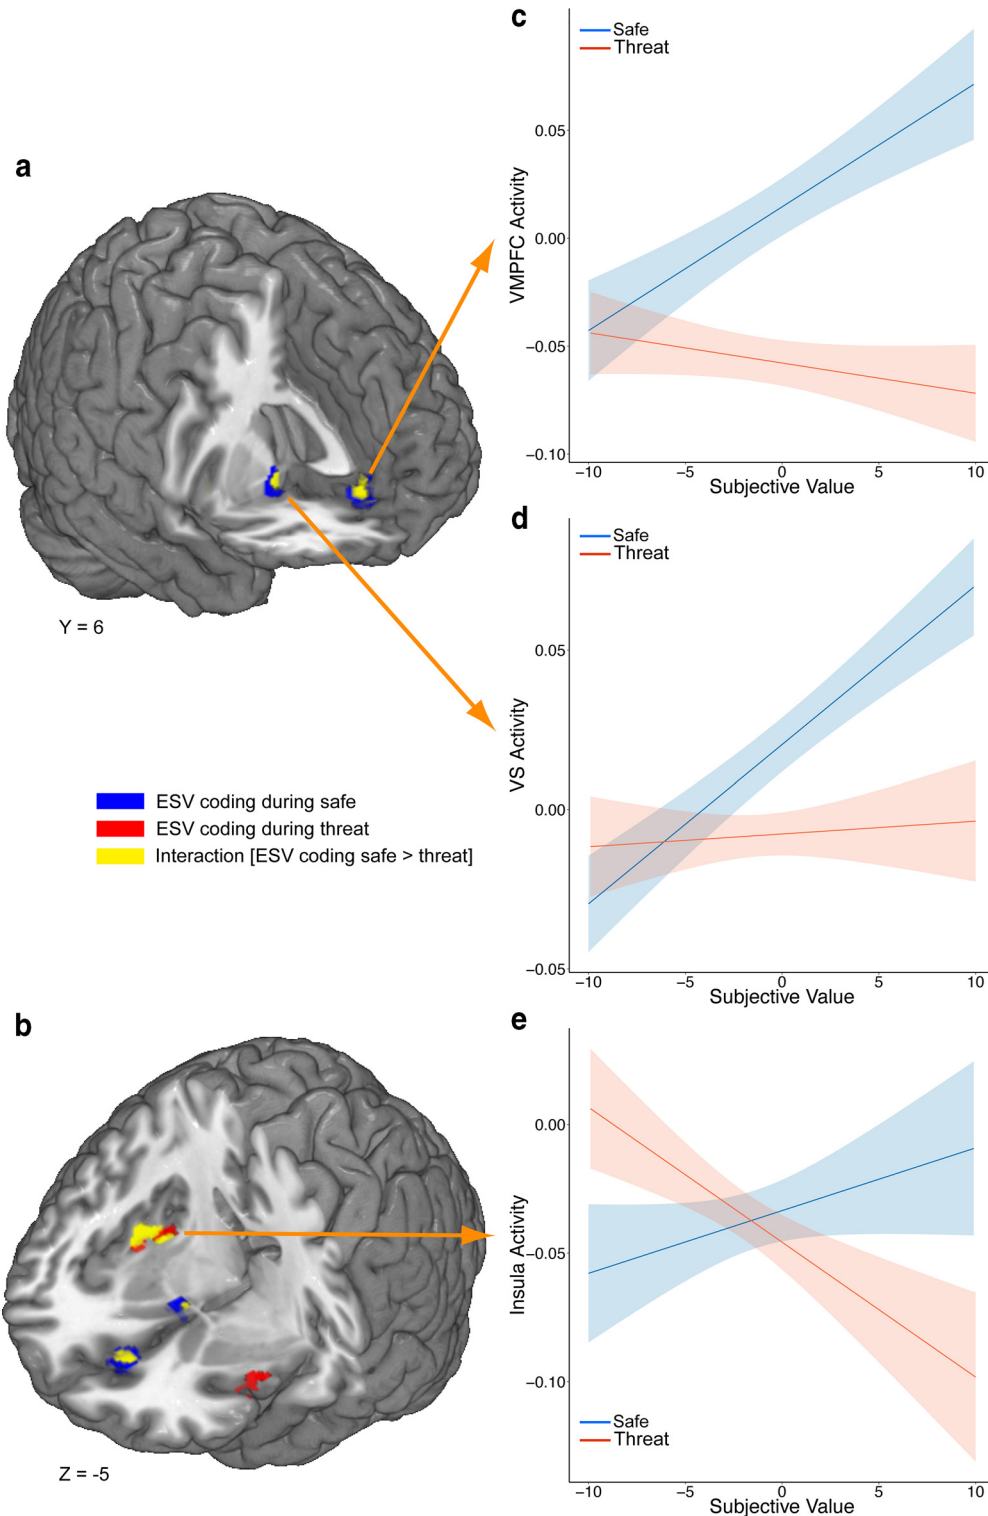 a
Y = 6
ESV coding during safe
ESV coding during threat
Interaction [ESV coding safe > threat]
b
Z = -5
c
Safe
Threat
VMPFC Activity
0.05
0.00
−0.05
−0.10
−10 −5 0 5 10
Subjective Value
d
Safe
Threat
VS Activity
0.05
0.00
−0.05
−10 −5 0 5 10
Subjective Value
e
Insula Activity
0.00
−0.05
−0.10
Safe
Threat
−10 −5 0 5 10
Subjective Value